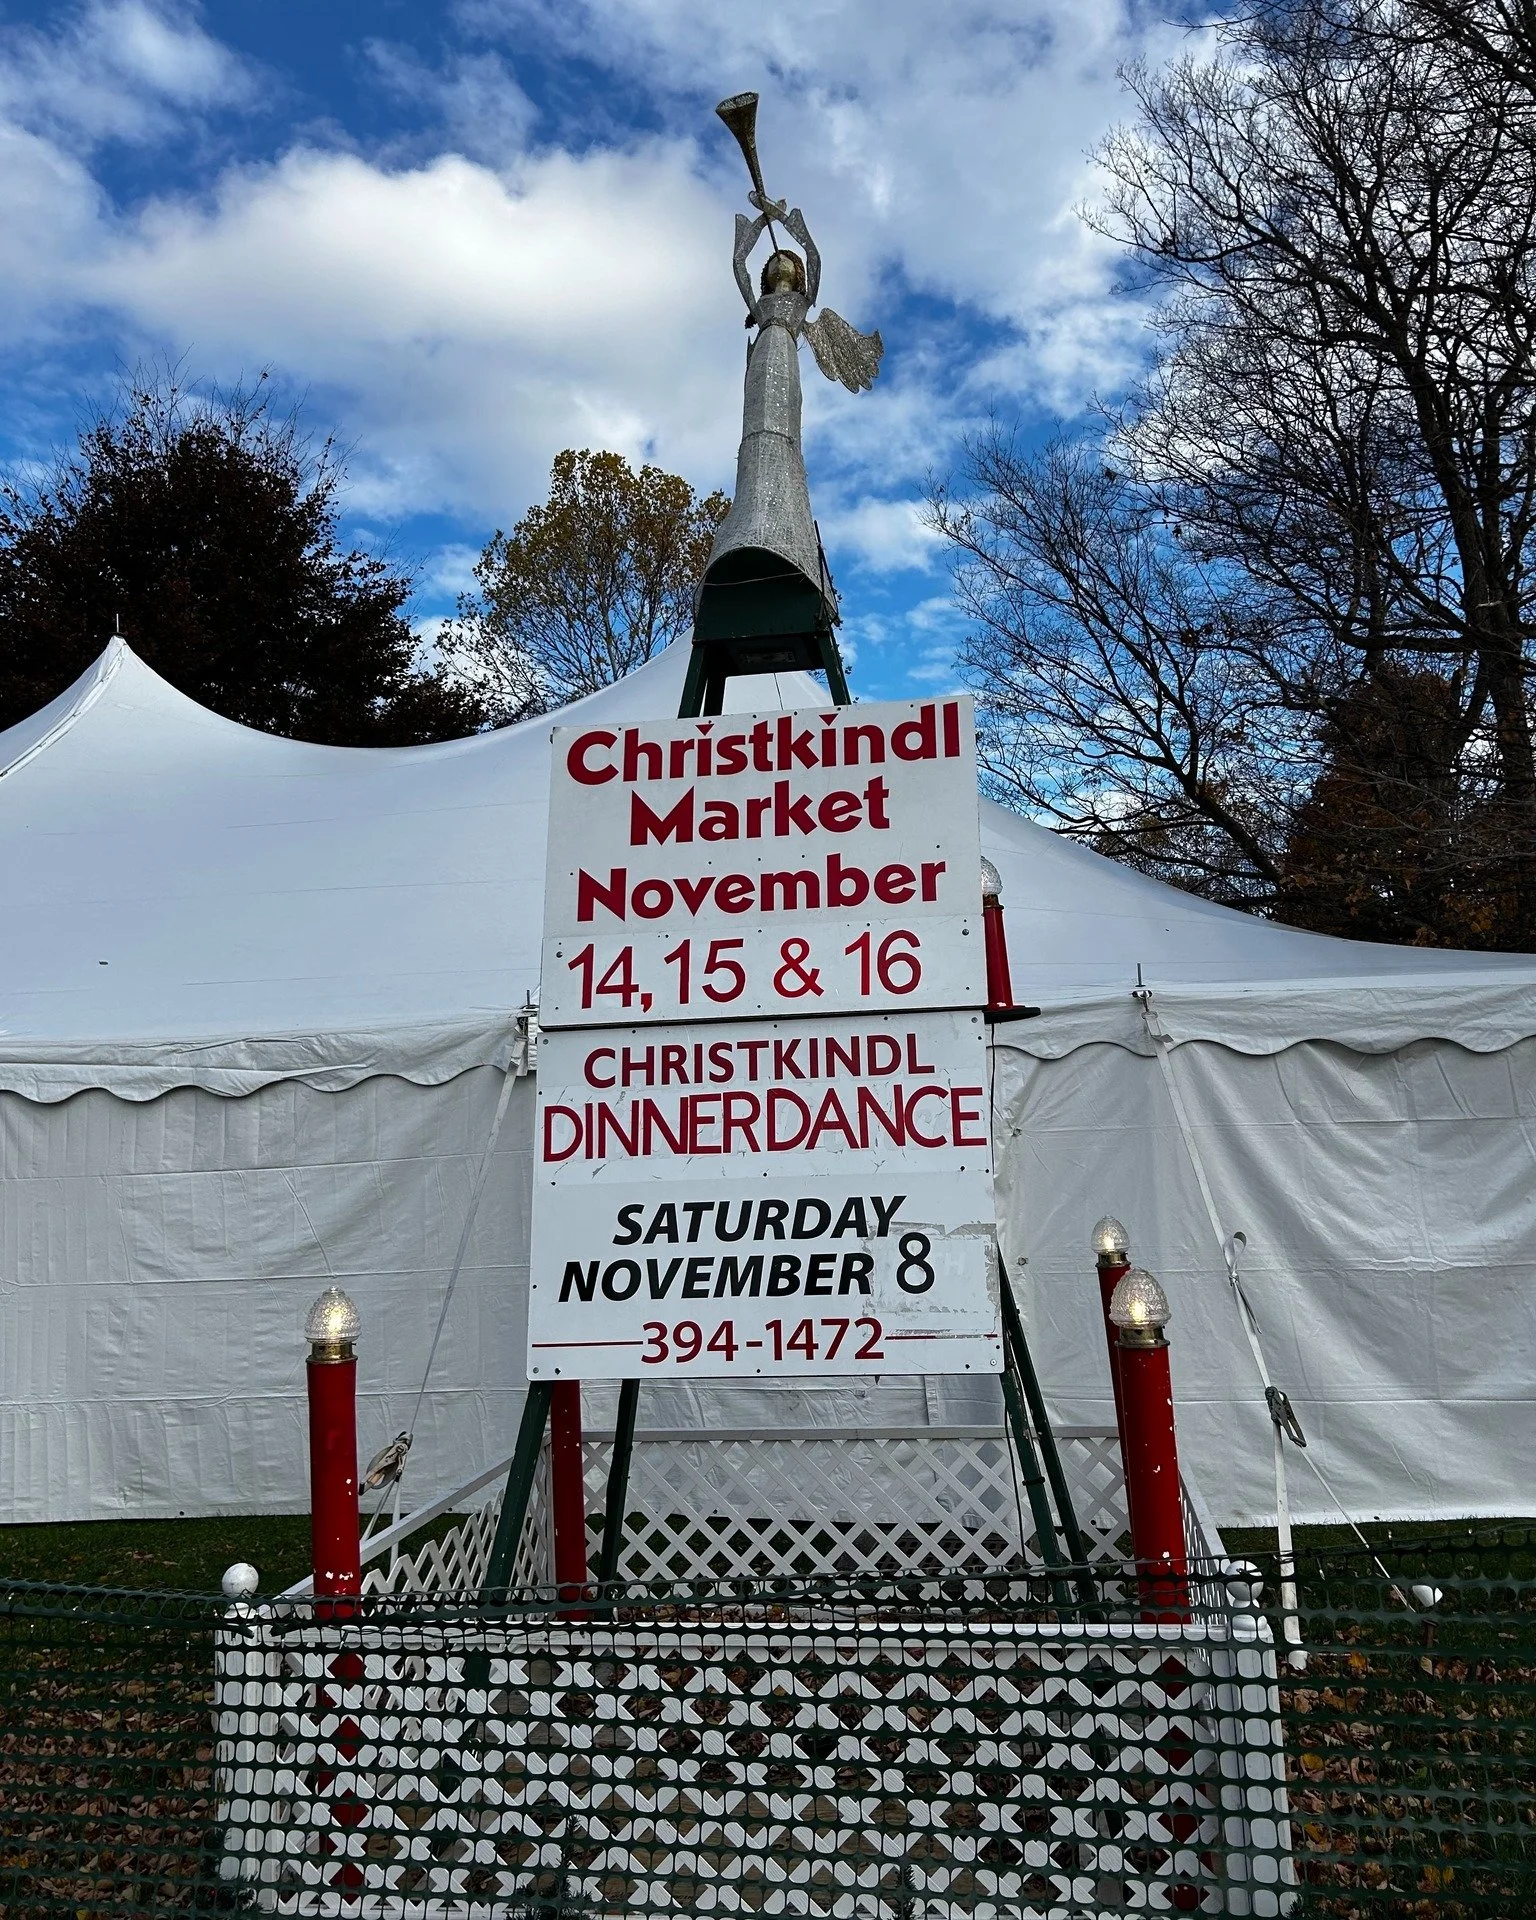 Christkindl
Market
November
14, 15 & 16
CHRISTKINDL
DINNERDANCE
SATURDAY
NOVEMBER 8
394-1472